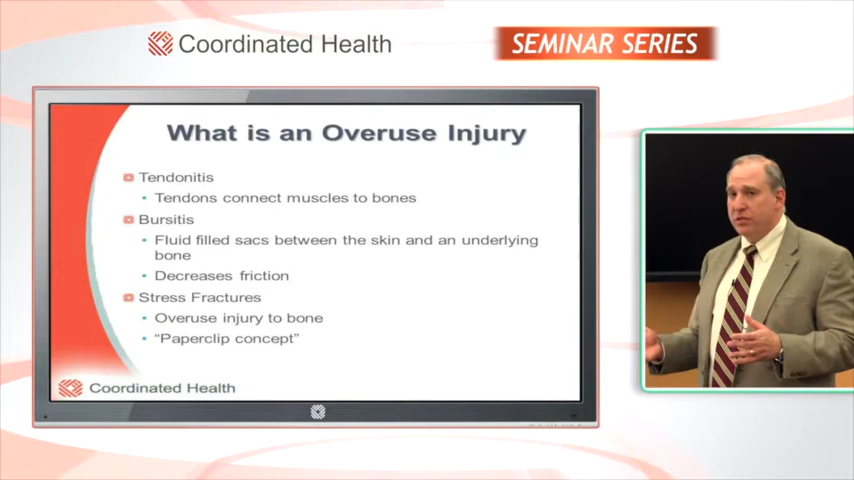 Coordinated Health
SEMINAR SERIES
What is an Overuse Injury
Tendonitis
Tendons connect muscles to bones
Bursitis
Fluid filled sacs between the skin and an underlying
bone
Decreases friction
Stress Fractures
Overuse injury to bone
“Paperclip concept”
Coordinated Health